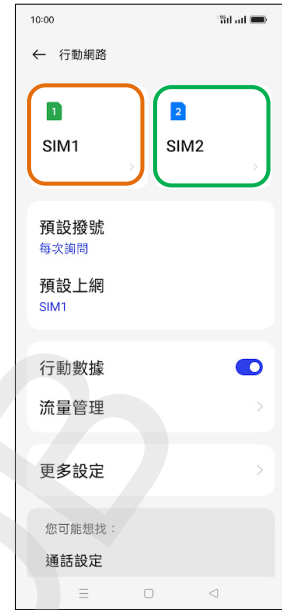 10:00
5G
行動網路
1
2
SIM1
SIM2
預設撥號
每次詢問
預設上網
SIM1
行動數據
流量管理
更多設定
您可能想找：
通話設定